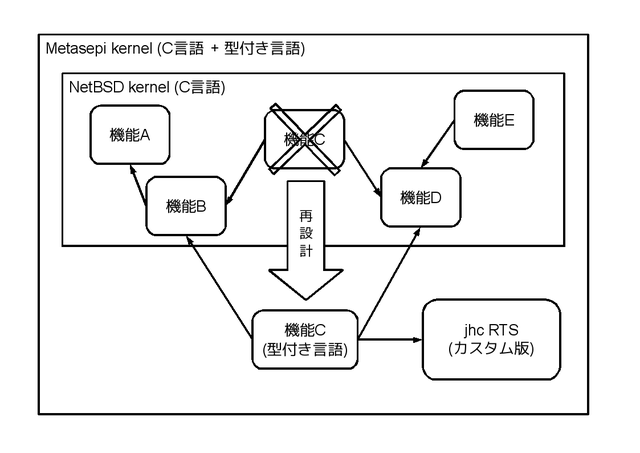 Metasepi kernel (C言語 + 型付き言語)
NetBSD kernel (C言語)
機能A
機能C
機能E
機能B
機能D
再
設
計
機能C
(型付き言語)
jhc RTS
(カスタム版)